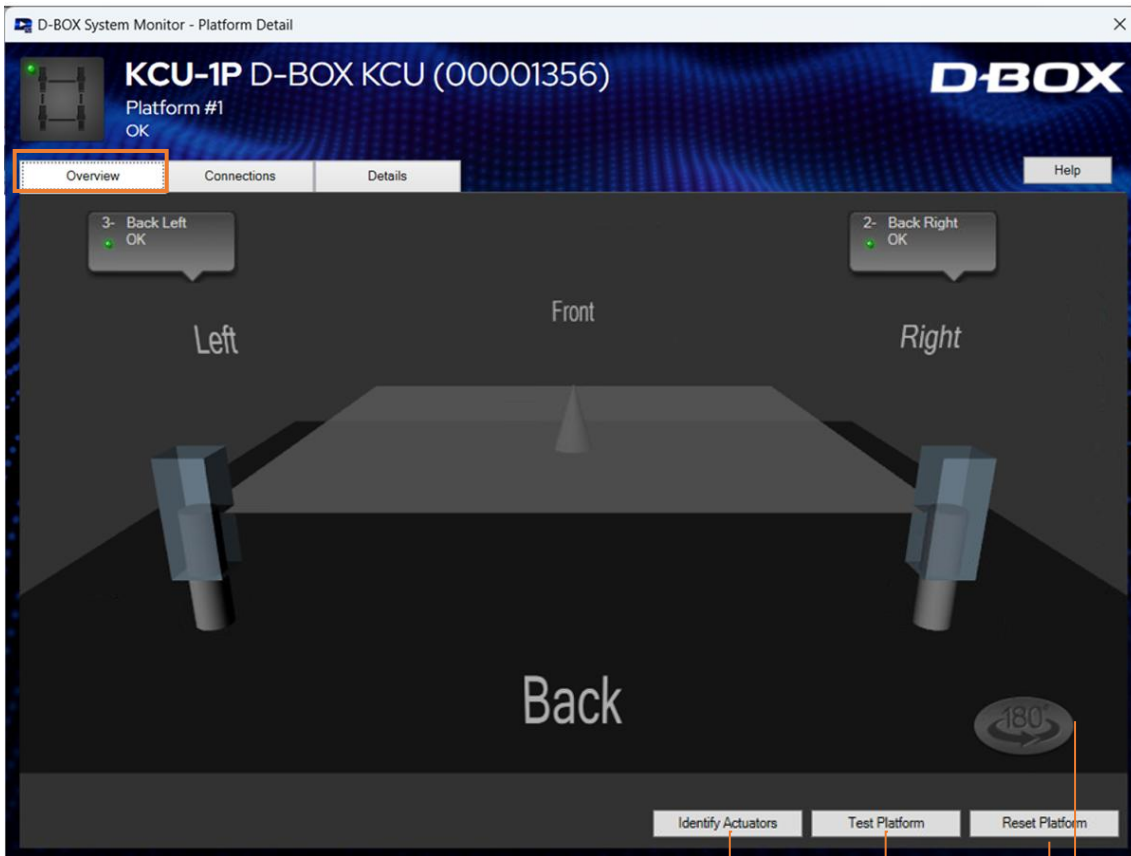 D-BOX System Monitor - Platform Detail
KCU-1P D-BOX KCU (00001356)
D-BOX
Platform #1
OK
Overview
Connections
Details
Help
3- Back Left
OK
2- Back Right
OK
Front
Left
Right
Back
180°
Identify Actuators
Test Platform
Reset Platform